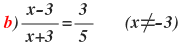 b) x-3/x+3 = 3/5 (x≠-3)